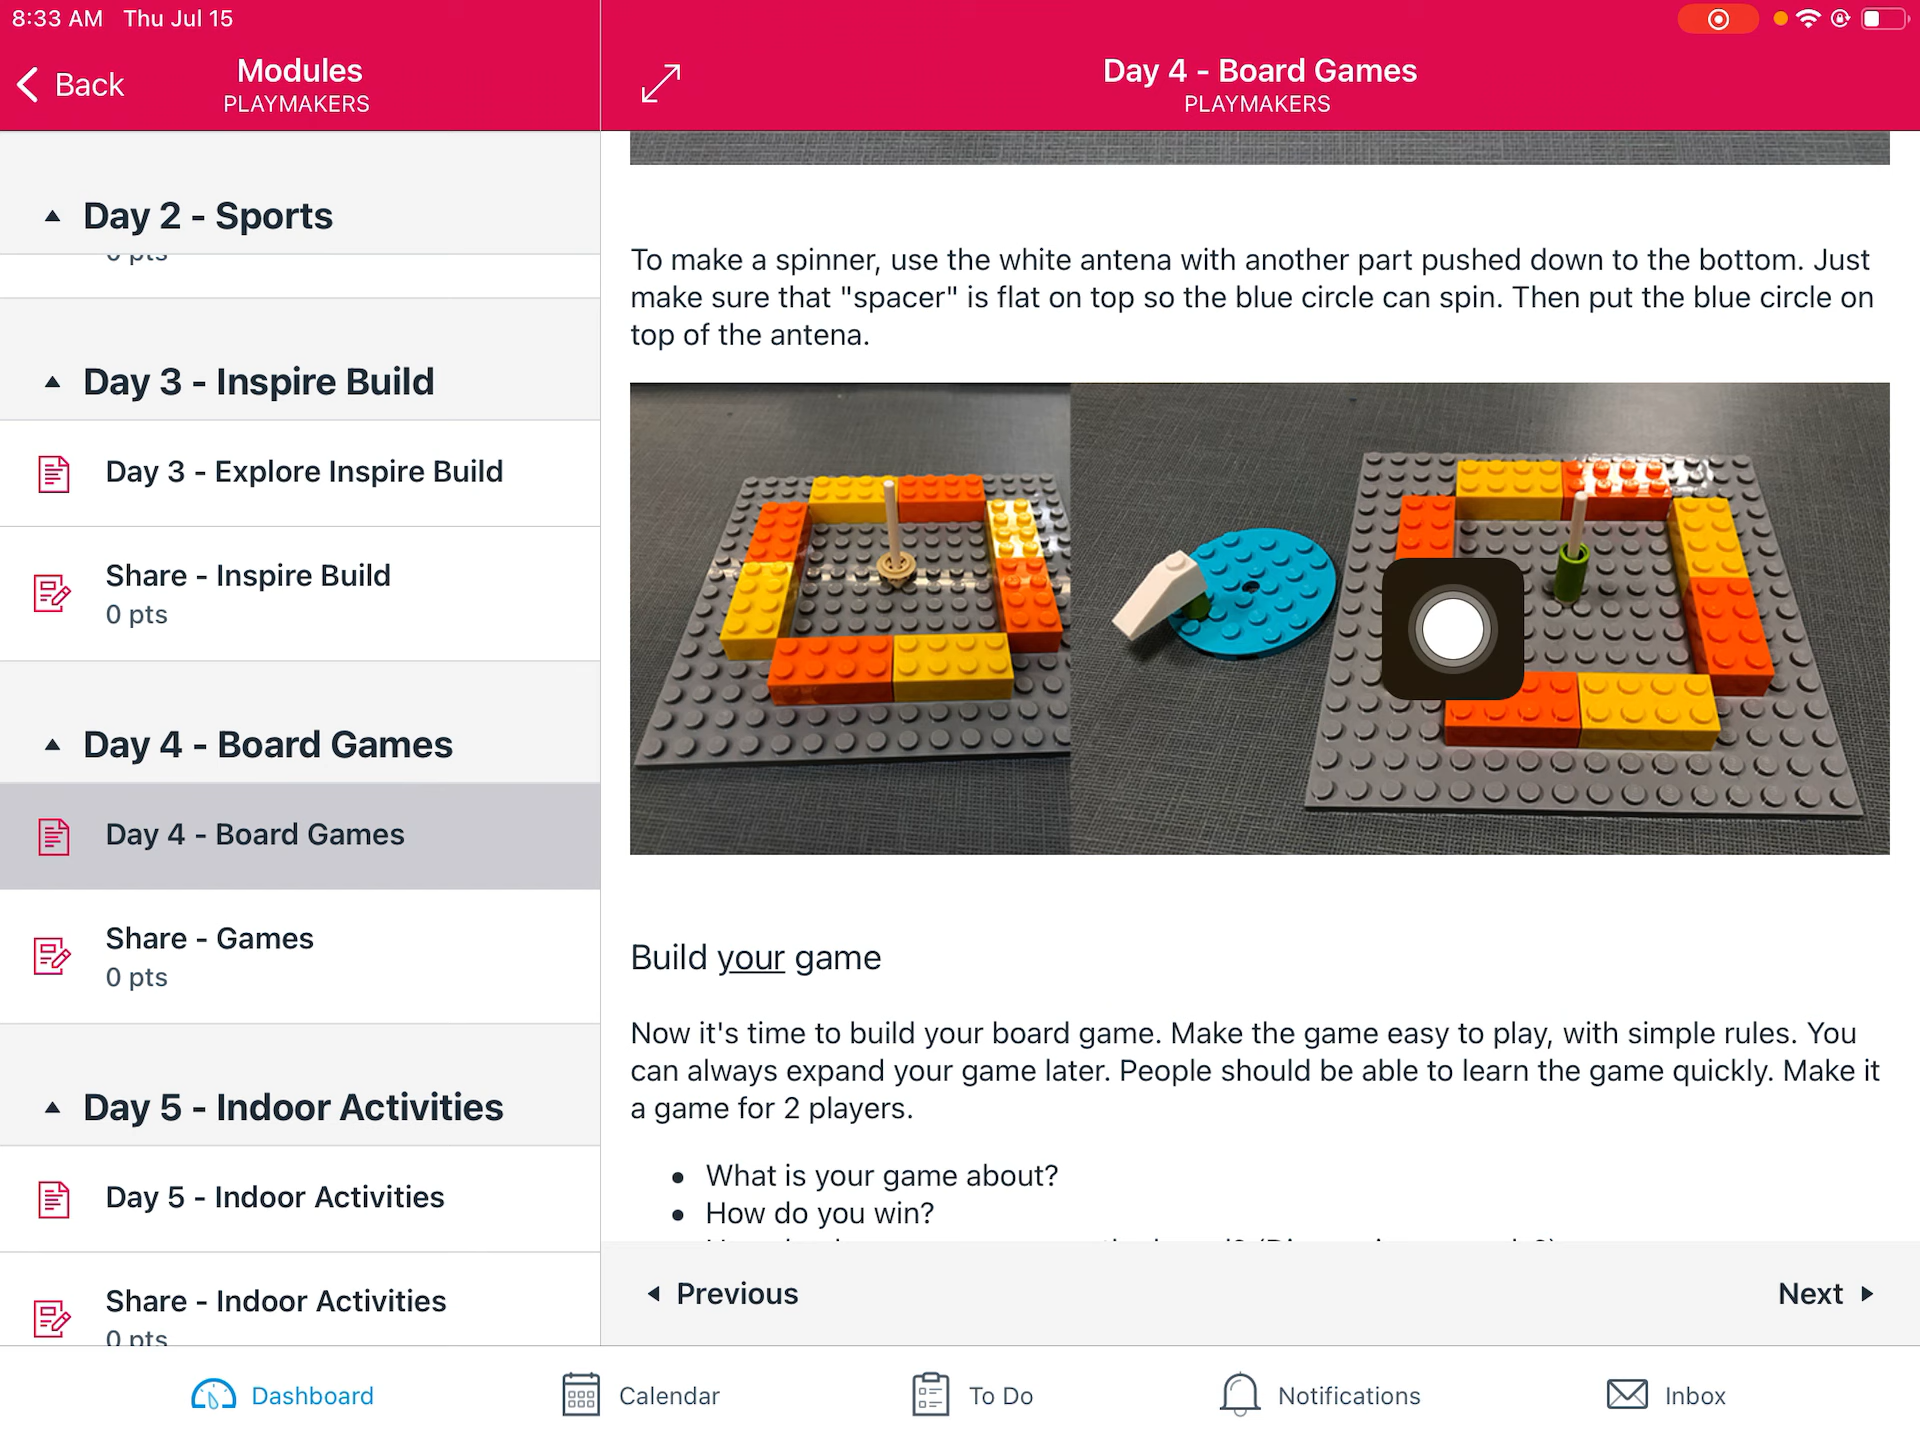 8:33 AM Thu Jul 15
Back
Modules
PLAYMAKERS
Day 4 - Board Games
PLAYMAKERS
Day 2 - Sports
0 pts
Day 3 - Inspire Build
Day 3 - Explore Inspire Build
Share - Inspire Build
0 pts
Day 4 - Board Games
Day 4 - Board Games
Share - Games
0 pts
Day 5 - Indoor Activities
Day 5 - Indoor Activities
Share - Indoor Activities
0 pts
To make a spinner, use the white antena with another part pushed down to the bottom. Just
make sure that "spacer" is flat on top so the blue circle can spin. Then put the blue circle on
top of the antena.
Build your game
Now it's time to build your board game. Make the game easy to play, with simple rules. You
can always expand your game later. People should be able to learn the game quickly. Make it
a game for 2 players.
• What is your game about?
• How do you win?
Previous
Next
Dashboard
Calendar
To Do
Notifications
Inbox